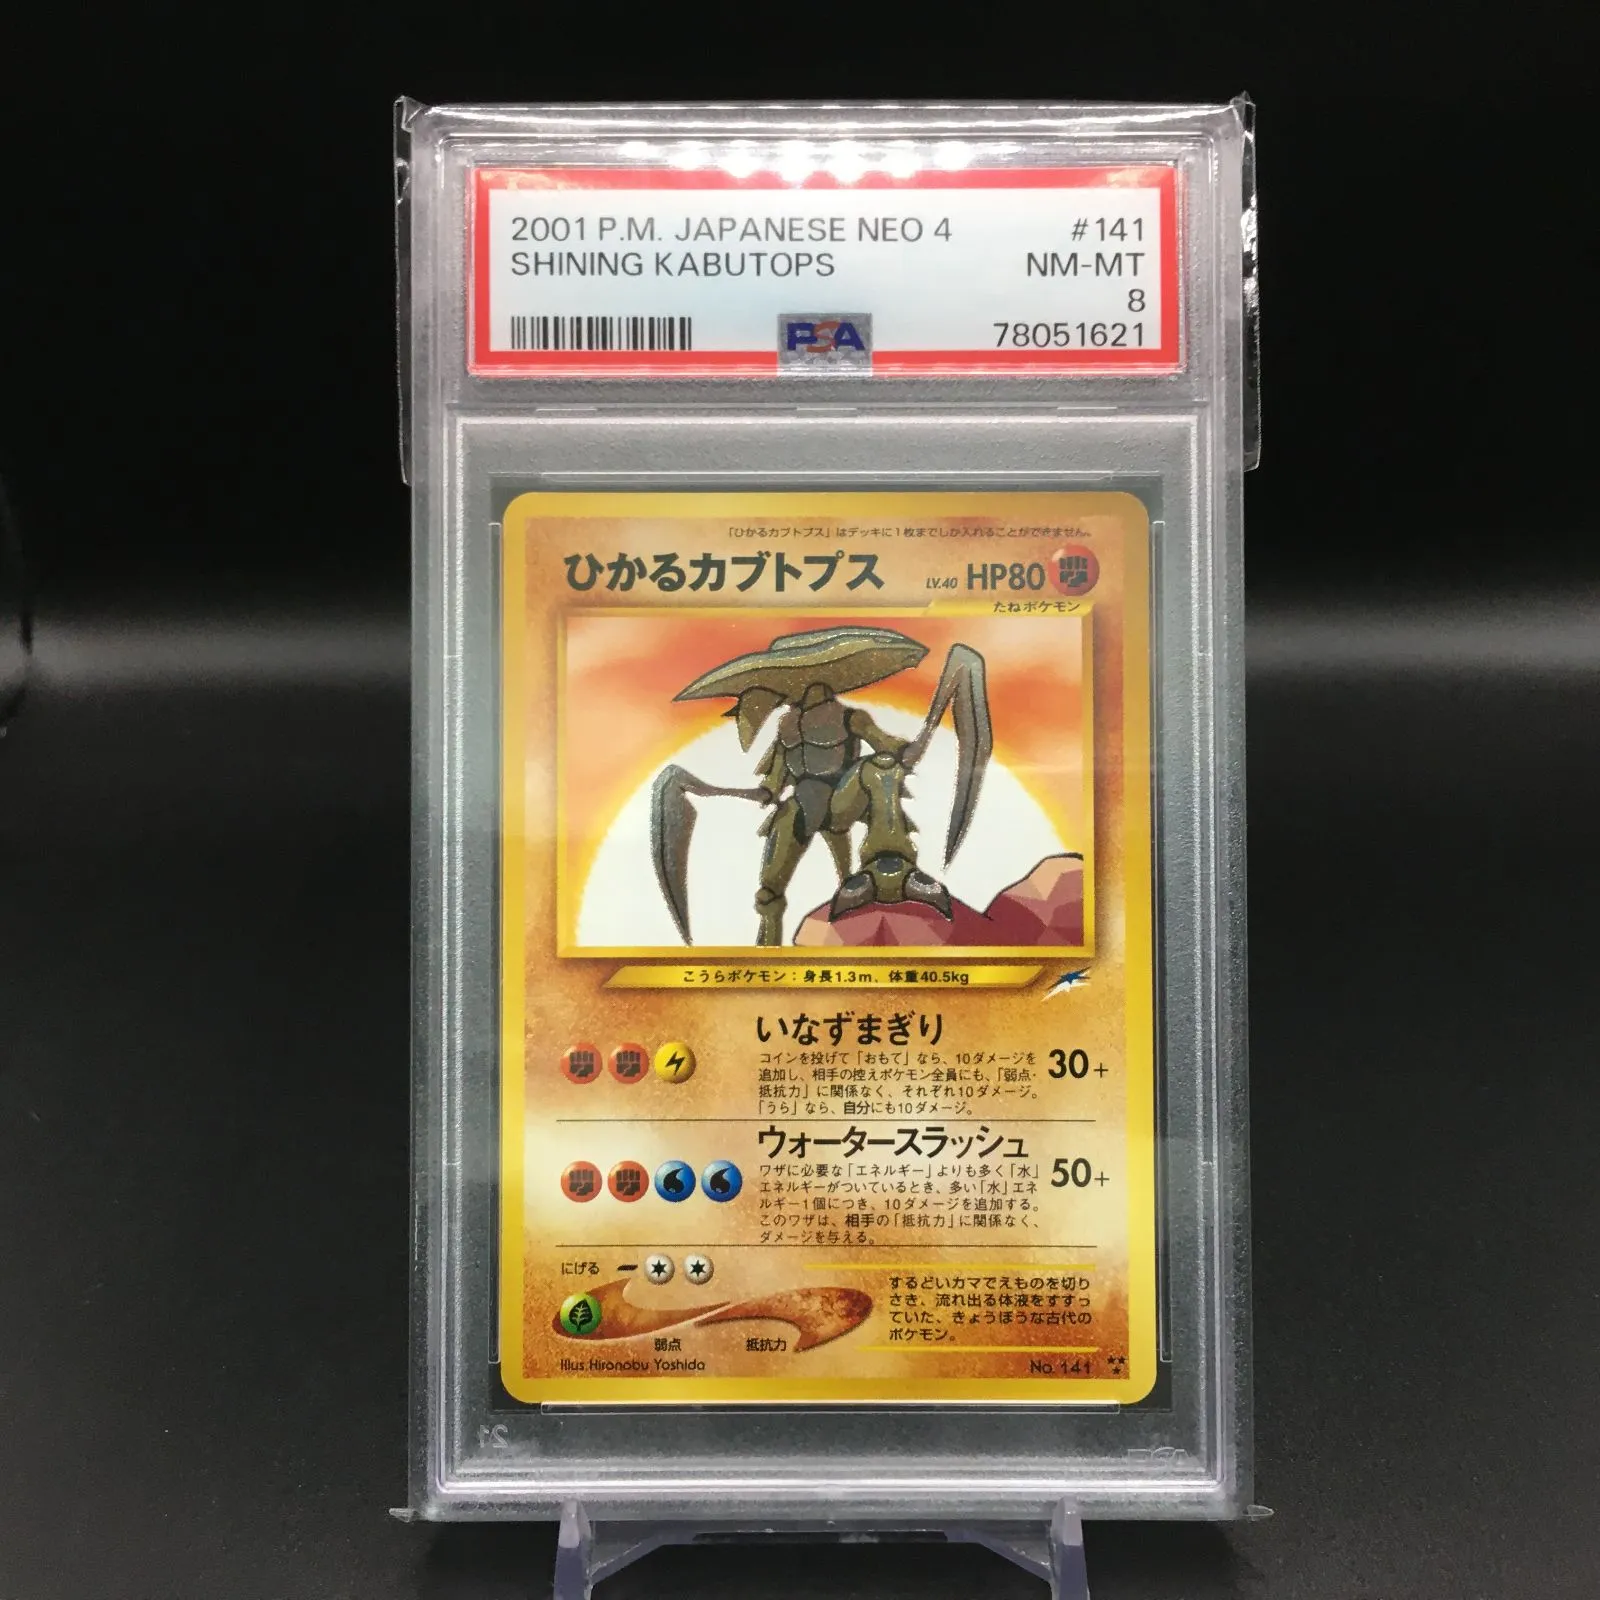 2001 P.M. JAPANESE NEO 4 #141
SHINING KABUTOPS NM-MT
8
PSA 78051621
「ひかるカブトプス」はデッキに1枚までしか入れることができません。
ひかるカブトプス LV.40 HP80
たねポケモン
こうらポケモン:身長1.3m、体重40.5kg
いなずまぎり
コインを投げて「おもて」なら、10ダメージを
追加し、相手の控えポケモン全員にも、「弱点・
抵抗力」に関係なく、それぞれ10ダメージ。
「うら」なら、自分にも10ダメージ。
30+
ウォータースラッシュ
ワザに必要な「エネルギー」よりも多く「水」
エネルギーがついているとき、多い「水」エネ
ルギー1個につき、10ダメージを追加する。
このワザは、相手の「抵抗力」に関係なく、
ダメージを与える。
50+
にげる
弱点 抵抗力
するどいカマでえものを切り
さき、流れ出る体液をすすっ
ていた、きょうぼうな古代の
ポケモン。
Illus. Hironobu Yoshida No. 141
PSA